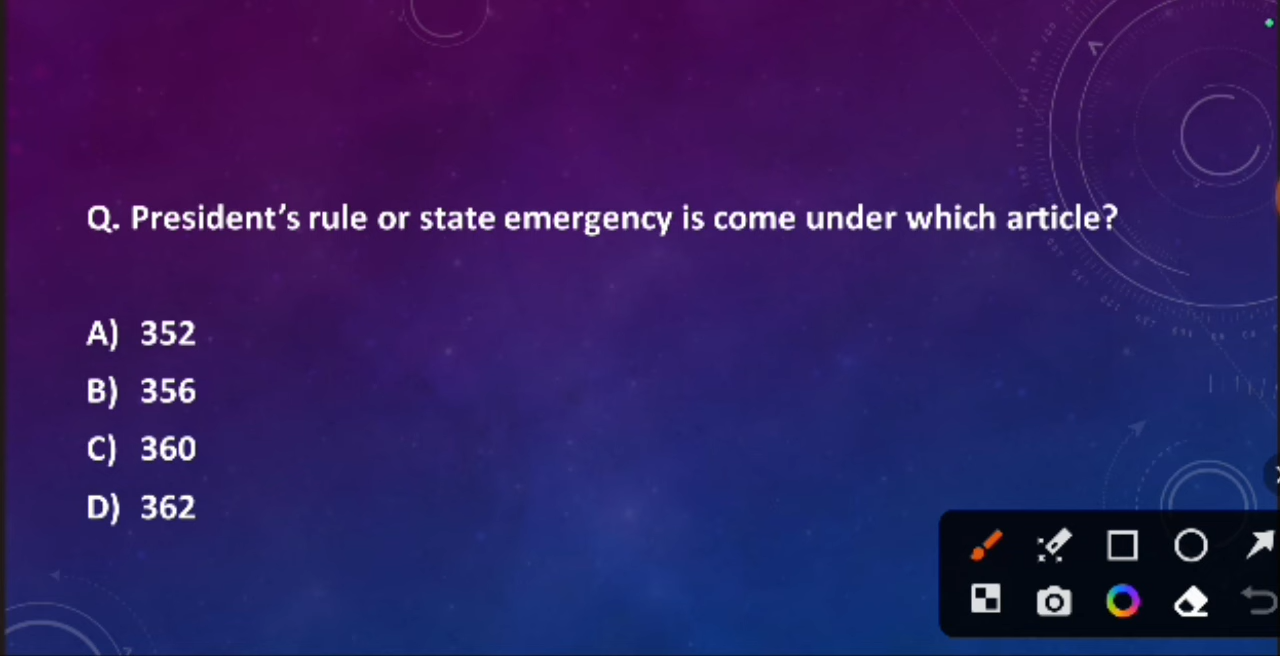 Q. President's rule or state emergency is come under which article?
A) 352
B) 356
C) 360
D) 362